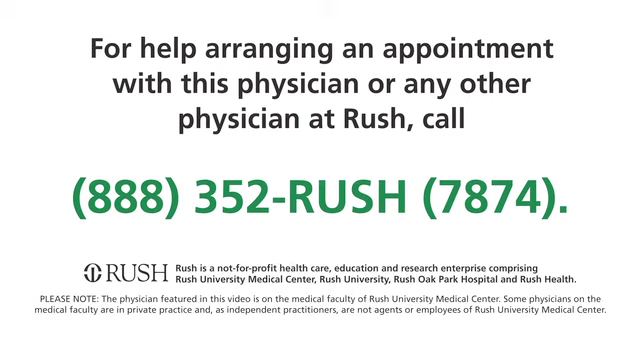 For help arranging an appointment
with this physician or any other
physician at Rush, call
(888) 352-RUSH (7874).
RUSH
Rush is a not-for-profit health care, education and research enterprise comprising
Rush University Medical Center, Rush University, Rush Oak Park Hospital and Rush Health.
PLEASE NOTE: The physician featured in this video is on the medical faculty of Rush University Medical Center. Some physicians on the
medical faculty are in private practice and, as independent practitioners, are not agents or employees of Rush University Medical Center.